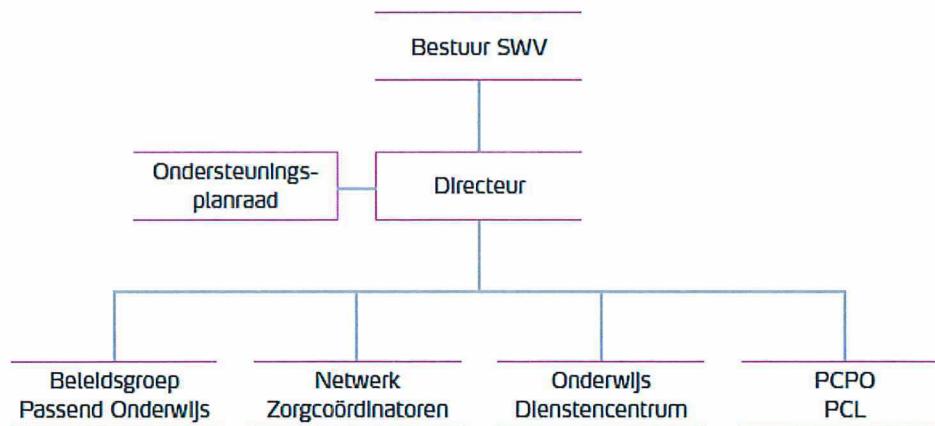 Bestuur SWV
Ondersteunings-
planraad
Directeur
Beleidsgroep
Passend Onderwijs
Netwerk
Zorgcoördinatoren
Onderwijs
Dienstencentrum
PCPO
PCL